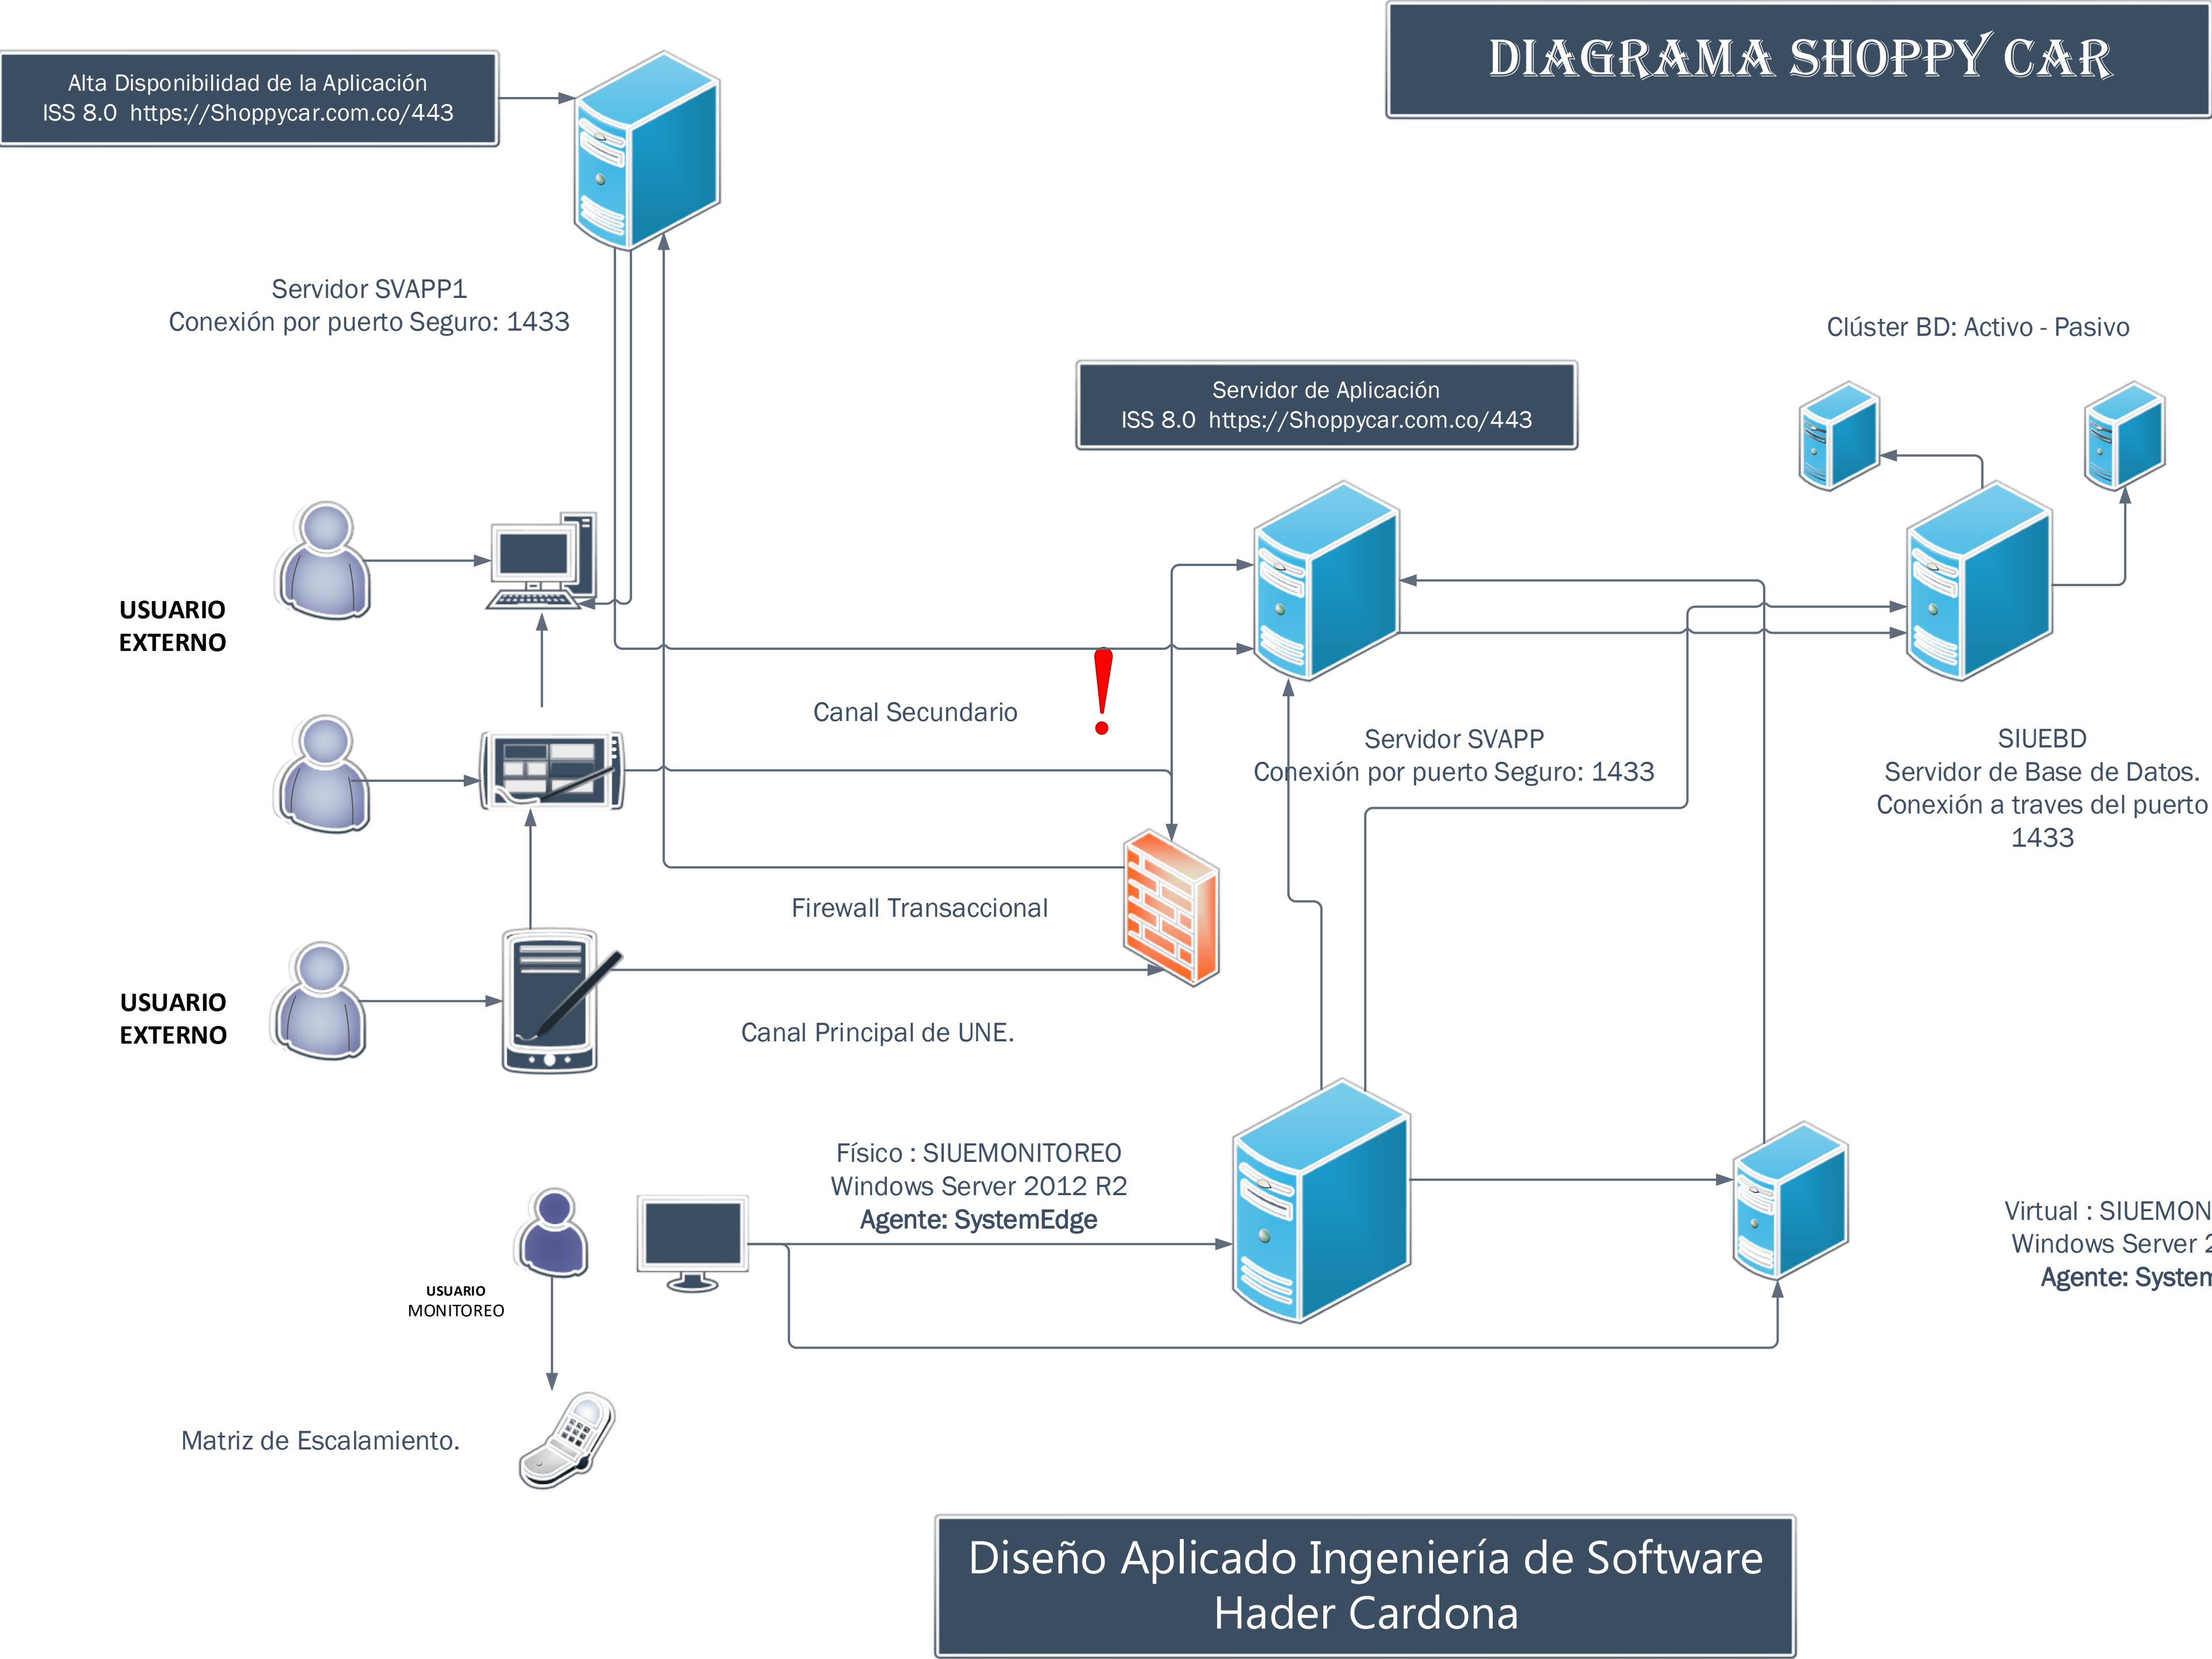 DIAGRAMA SHOPPY CAR
Alta Disponibilidad de la Aplicación
ISS 8.0  https://Shoppycar.com.co/443
Servidor SVAPP1
Conexión por puerto Seguro: 1433
Clúster BD: Activo - Pasivo
Servidor de Aplicación
ISS 8.0  https://Shoppycar.com.co/443
USUARIO
EXTERNO
Canal Secundario
!
Servidor SVAPP
Conexión por puerto Seguro: 1433
SIUEBD
Servidor de Base de Datos.
Conexión a traves del puerto
1433
Firewall Transaccional
USUARIO
EXTERNO
Canal Principal de UNE.
Físico : SIUEMONITOREO
Windows Server 2012 R2
Agente: SystemEdge
Virtual : SIUEMON
Windows Server 2
Agente: System
USUARIO
MONITOREO
Matriz de Escalamiento.
Diseño Aplicado Ingeniería de Software
Hader Cardona